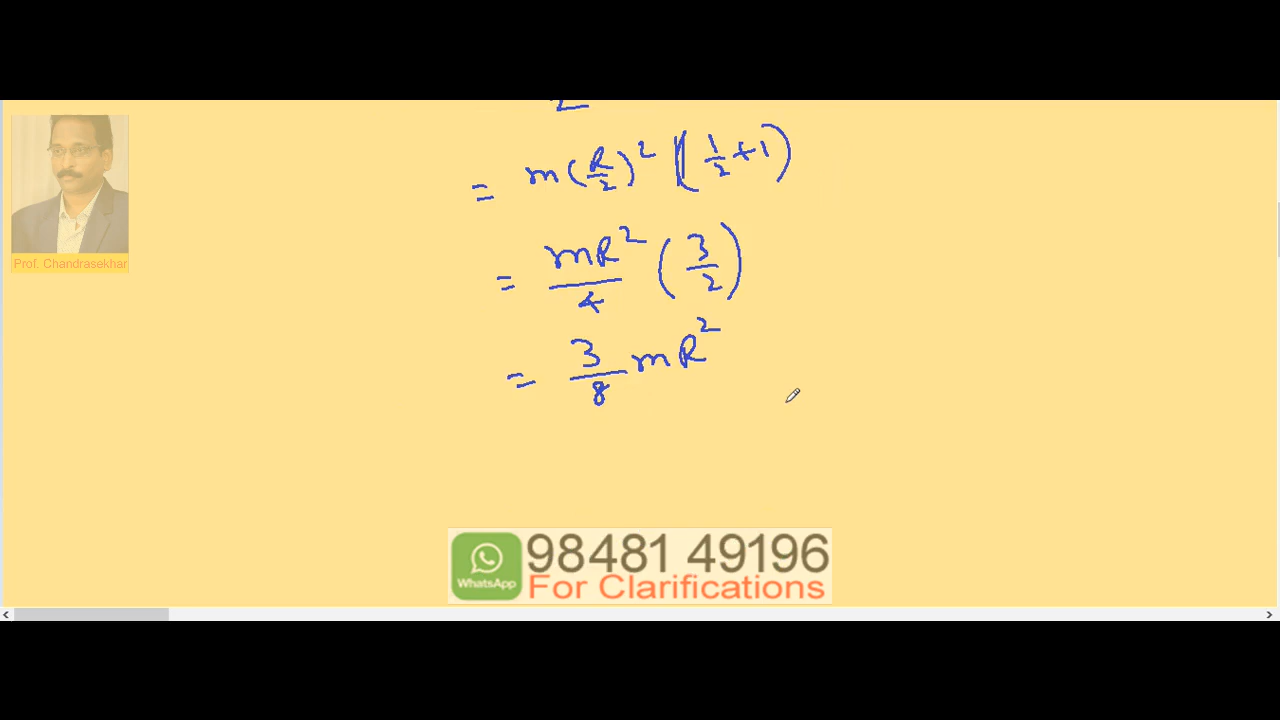 2
= m(R/2)² (1/2+1)
= mR²/4 (3/2)
= 3/8 mR²
Prof. Chandrasekhar
WhatsApp
98481 49196
For Clarifications